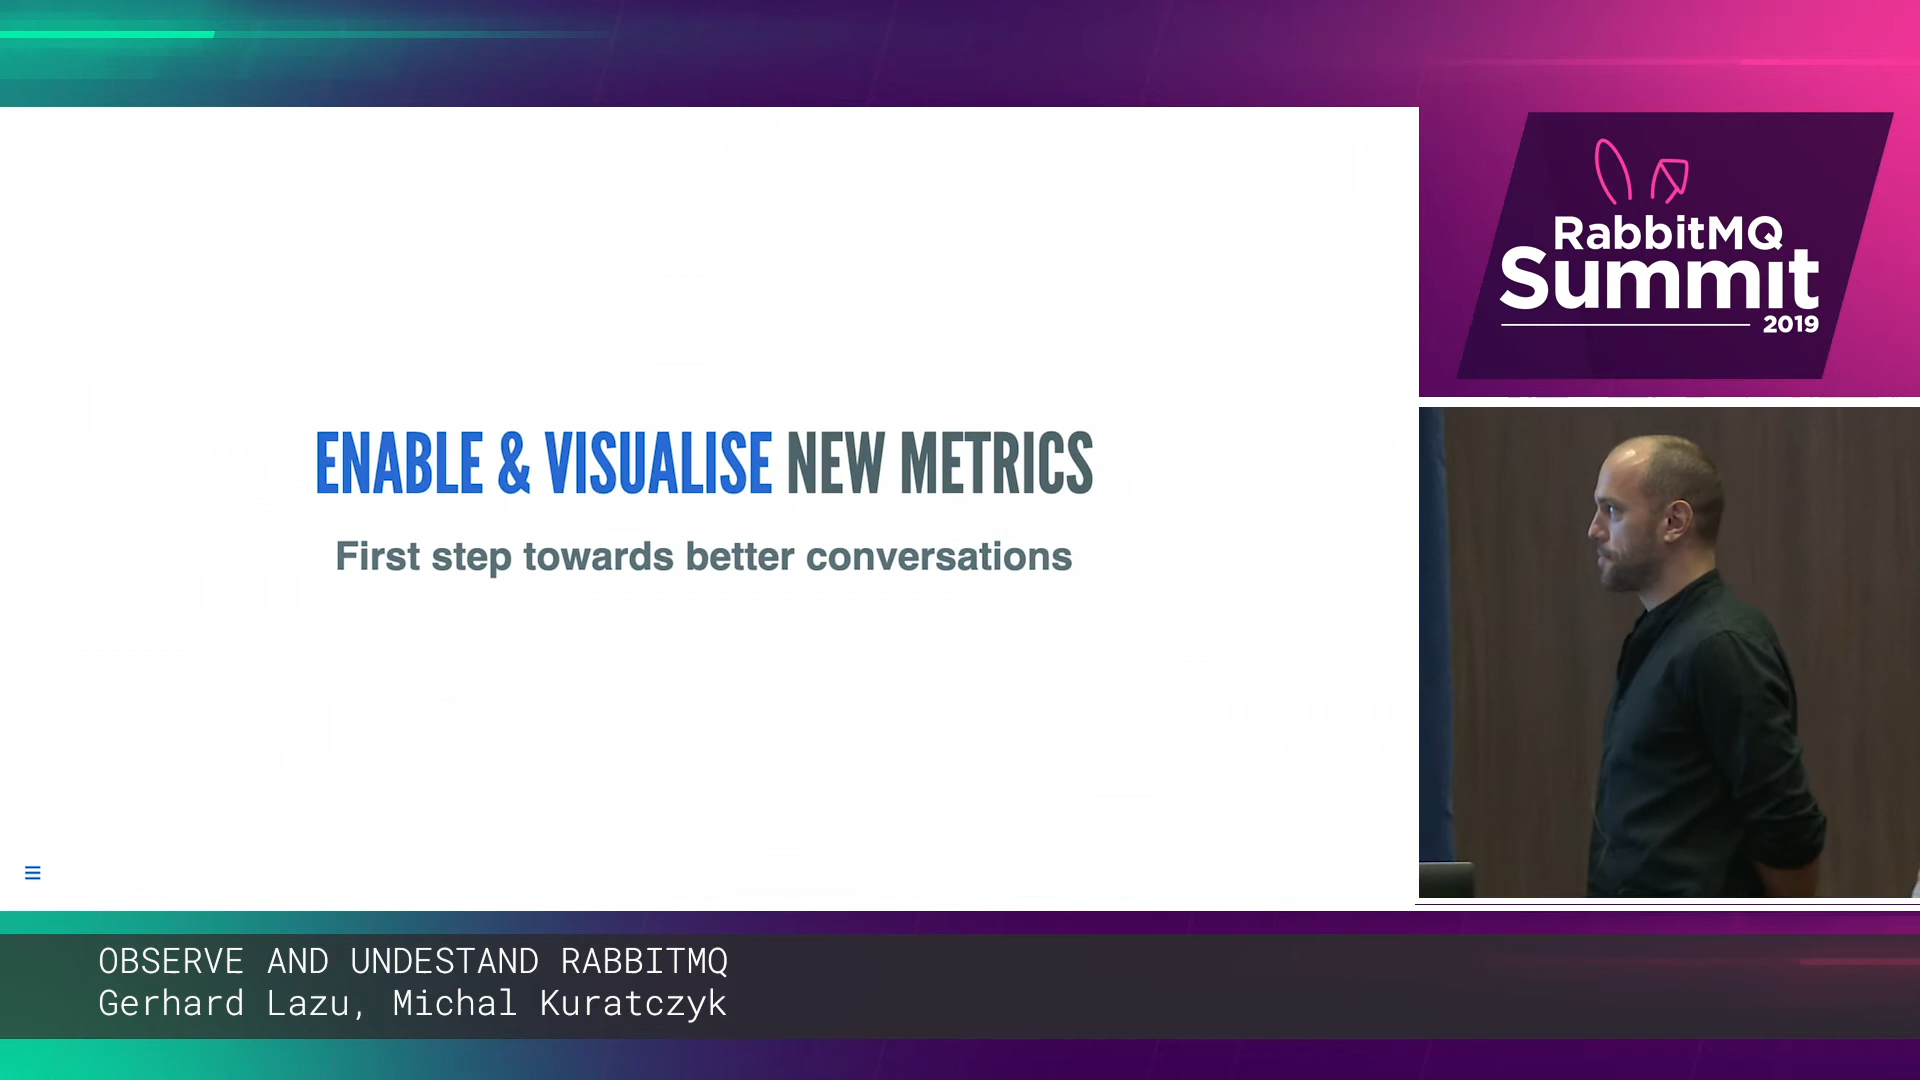 ENABLE & VISUALISE NEW METRICS
First step towards better conversations
RabbitMQ
Summit
2019
OBSERVE AND UNDESTAND RABBITMQ
Gerhard Lazu, Michal Kuratczyk